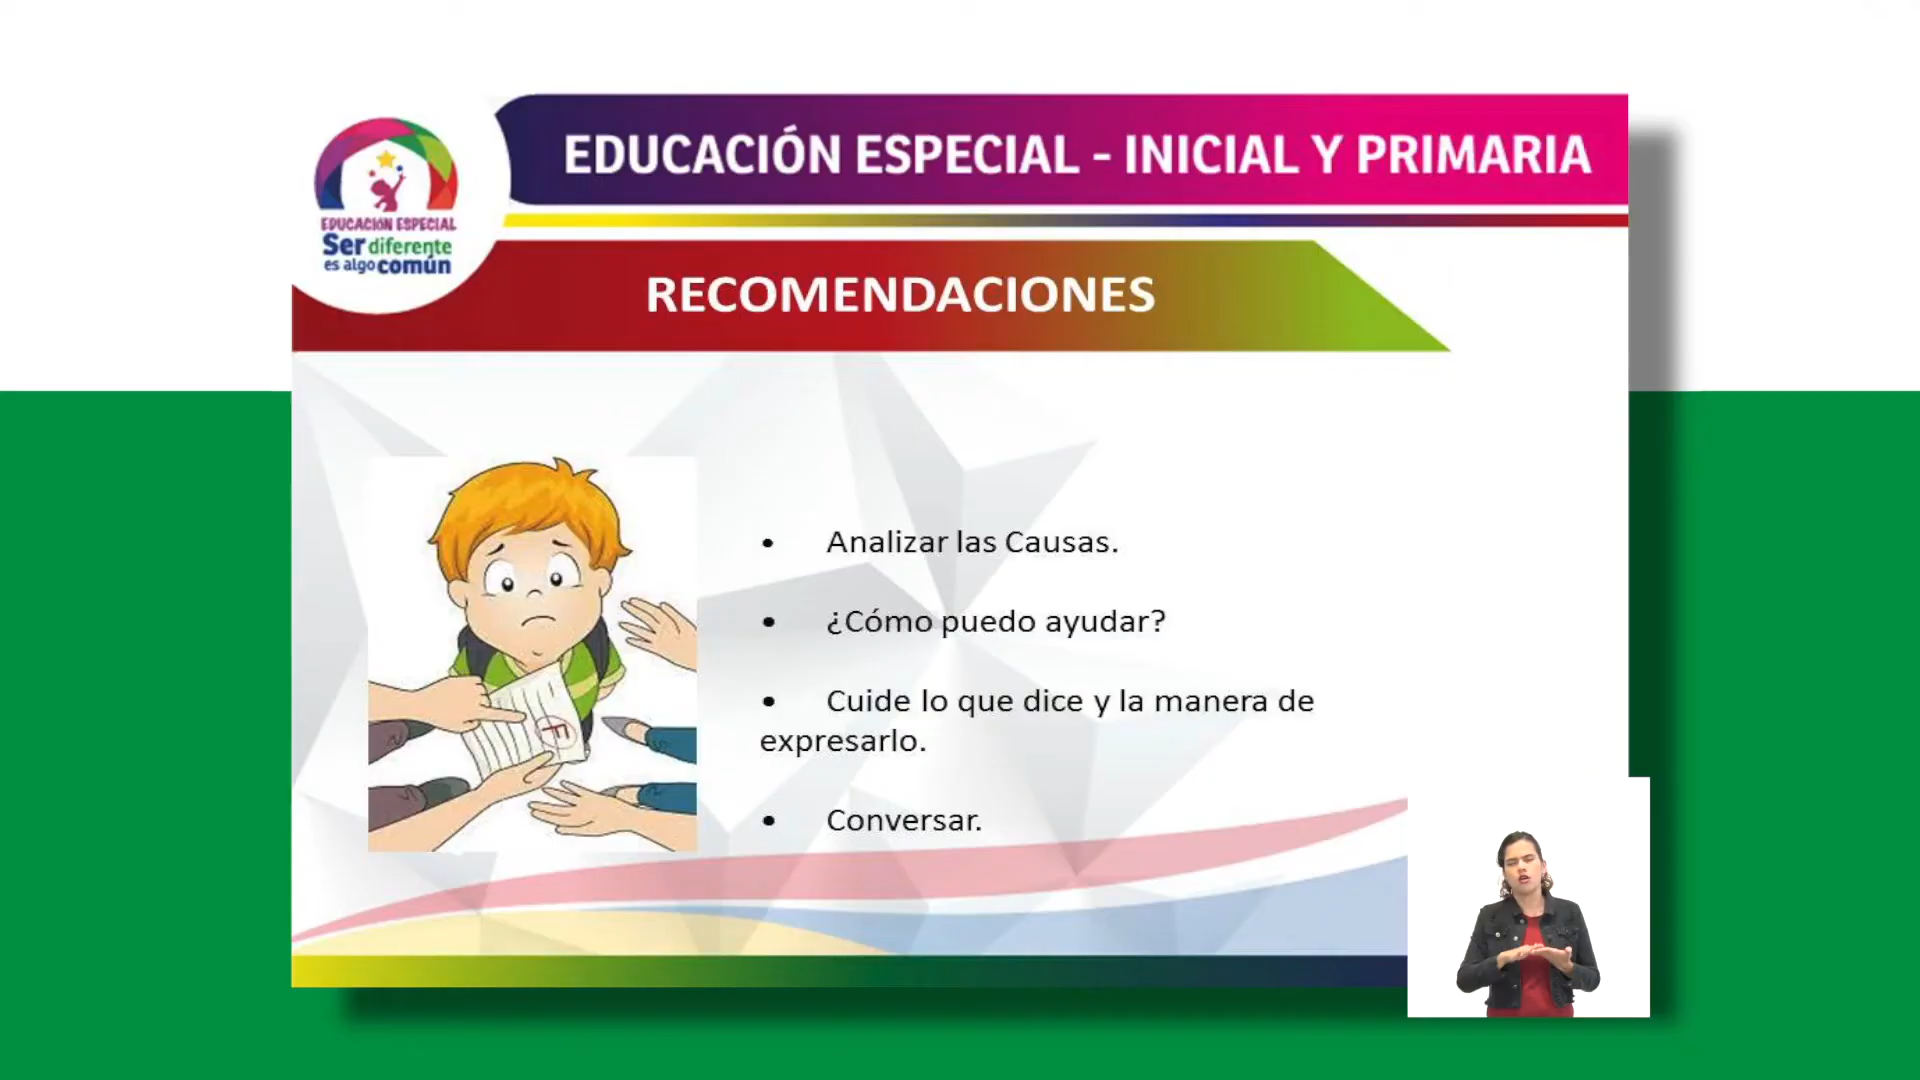 EDUCACIÓN ESPECIAL - INICIAL Y PRIMARIA
EDUCACIÓN ESPECIAL
Ser diferente
es algo común
RECOMENDACIONES
• Analizar las Causas.
• ¿Cómo puedo ayudar?
• Cuide lo que dice y la manera de
expresarlo.
• Conversar.
F